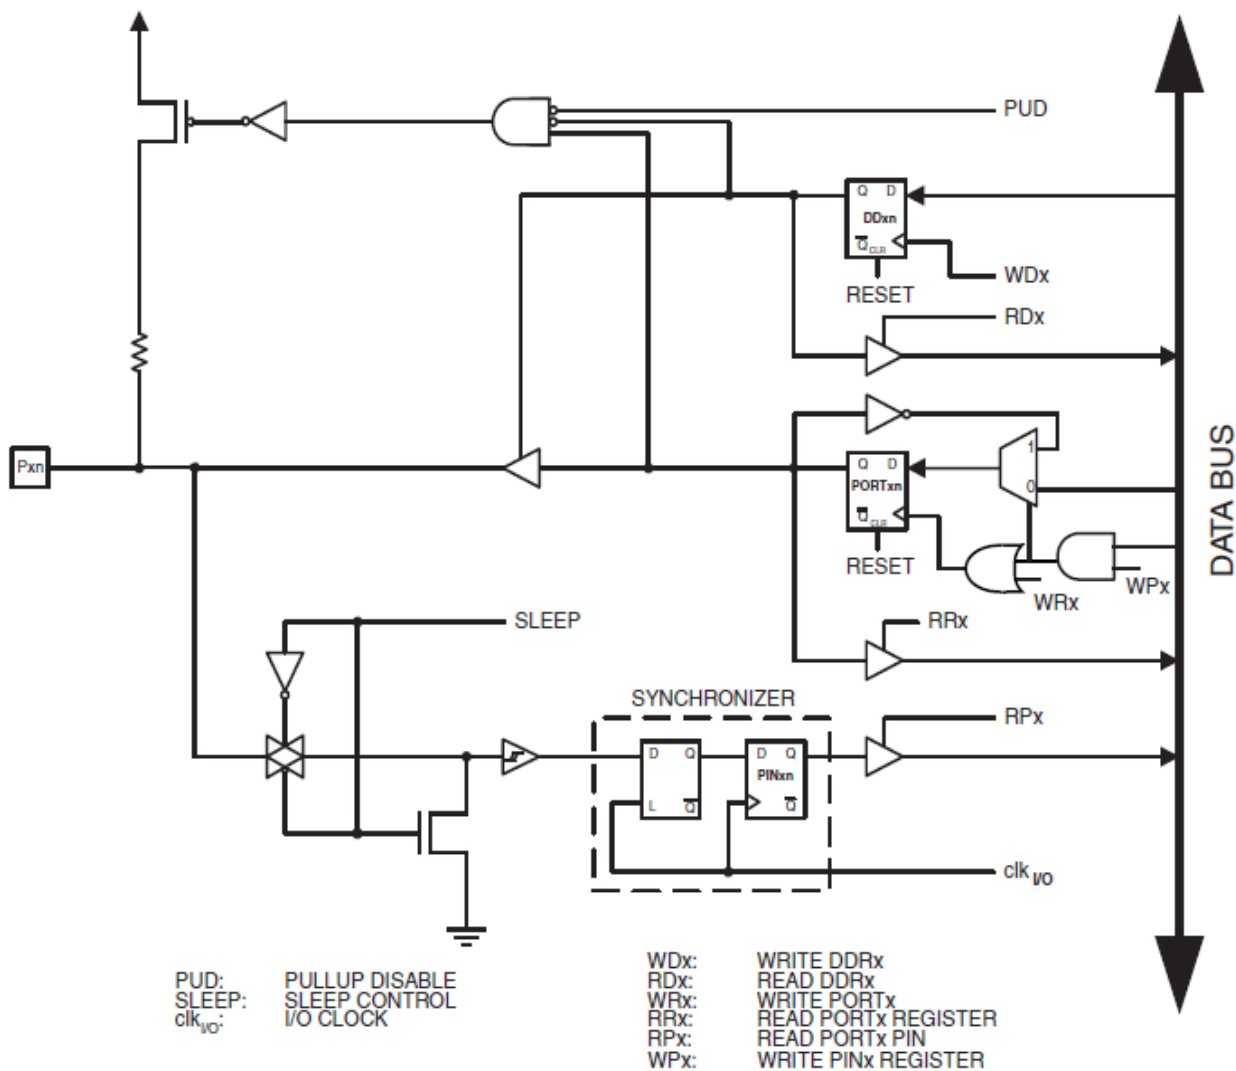 PUD
Q D
DDxn
Q CLR
WDx
RESET
RDx
Pxn
1
Q D
PORTxn
0
Q CLR
RESET
WRx
WPx
DATA BUS
SLEEP
RRx
SYNCHRONIZER
RPx
D Q
D Q
PINxn
L Q
Q
clk I/O
PUD: PULLUP DISABLE
SLEEP: SLEEP CONTROL
clk I/O: I/O CLOCK
WDx: WRITE DDRx
RDx: READ DDRx
WRx: WRITE PORTx
RRx: READ PORTx REGISTER
RPx: READ PORTx PIN
WPx: WRITE PINx REGISTER